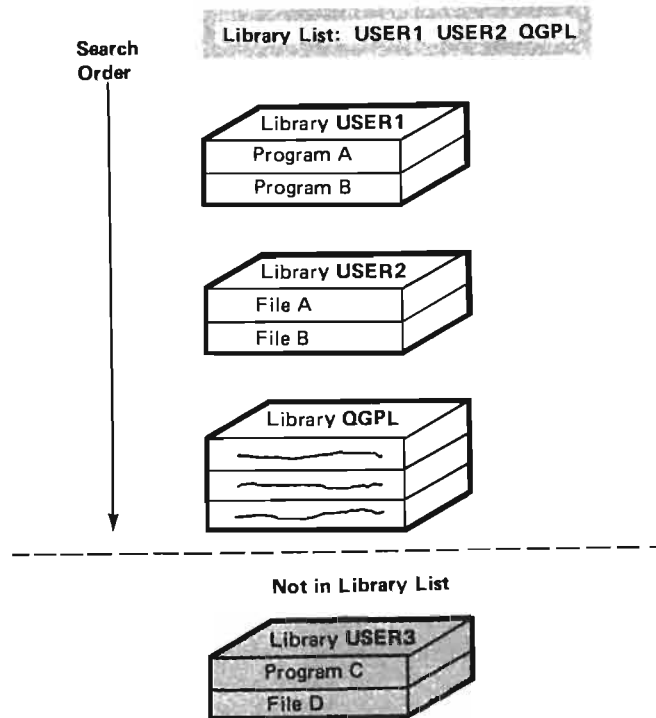 Search
Order
Library List: USER1 USER2 QGPL
Library USER1
Program A
Program B
Library USER2
File A
File B
Library QGPL
Not in Library List
Library USER3
Program C
File D